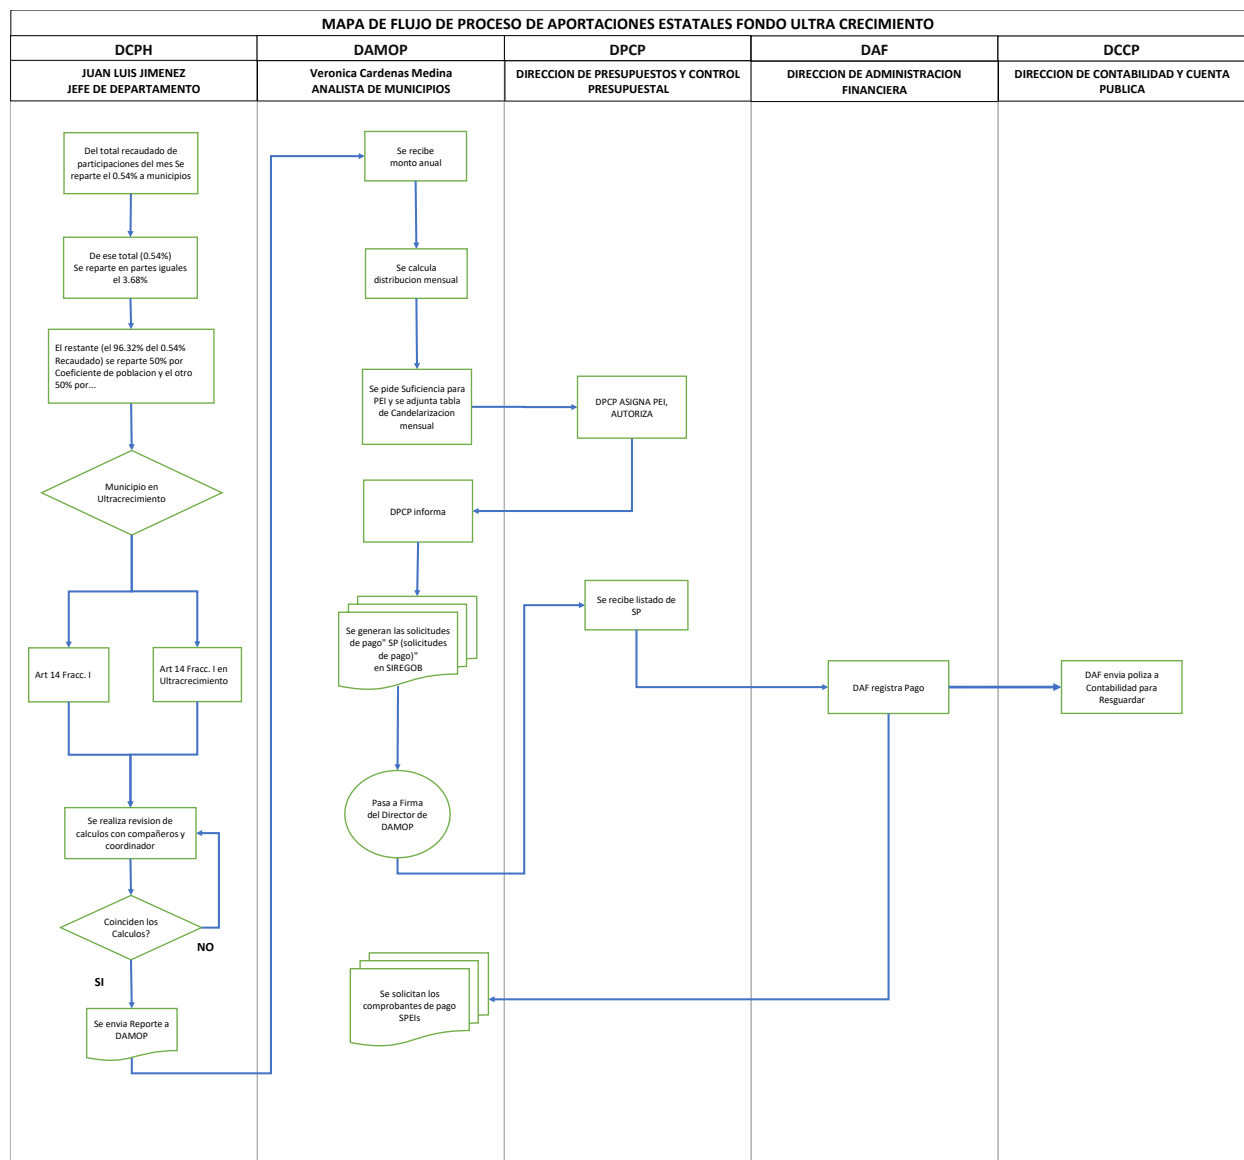 MAPA DE FLUJO DE PROCESO DE APORTACIONES ESTATALES FONDO ULTRA CRECIMIENTO
DCPH
DAMOP
DPCP
DAF
DCCP
JUAN LUIS JIMENEZ
JEFE DE DEPARTAMENTO
Veronica Cardenas Medina
ANALISTA DE MUNICIPIOS
DIRECCION DE PRESUPUESTOS Y CONTROL
PRESUPUESTAL
DIRECCION DE ADMINISTRACION
FINANCIERA
DIRECCION DE CONTABILIDAD Y CUENTA
PUBLICA
Del total recaudado de
participaciones del mes Se
reparte el 0.54% a municipios
De ese total (0.54%)
Se reparte en partes iguales
el 3.68%
El restante (el 96.32% del 0.54%
Recaudado) se reparte 50% por
Coeficiente de poblacion y el otro
50% por...
Municipio en
Ultracrecimiento
Art 14 Fracc. I
Art 14 Fracc. I en
Ultracrecimiento
Se realiza revision de
calculos con compañeros y
coordinador
Coinciden los
Calculos?
NO
SI
Se envia Reporte a
DAMOP
Se recibe
monto anual
Se calcula
distribucion mensual
Se pide Suficiencia para
PEI y se adjunta tabla
de Candelarizacion
mensual
DPCP ASIGNA PEI,
AUTORIZA
DPCP informa
Se generan las solicitudes
de pago" SP (solicitudes
de pago)"
en SIREGOB
Pasa a Firma
del Director de
DAMOP
Se recibe listado de
SP
DAF registra Pago
DAF envia poliza a
Contabilidad para
Resguardar
Se solicitan los
comprobantes de pago
SPEIs